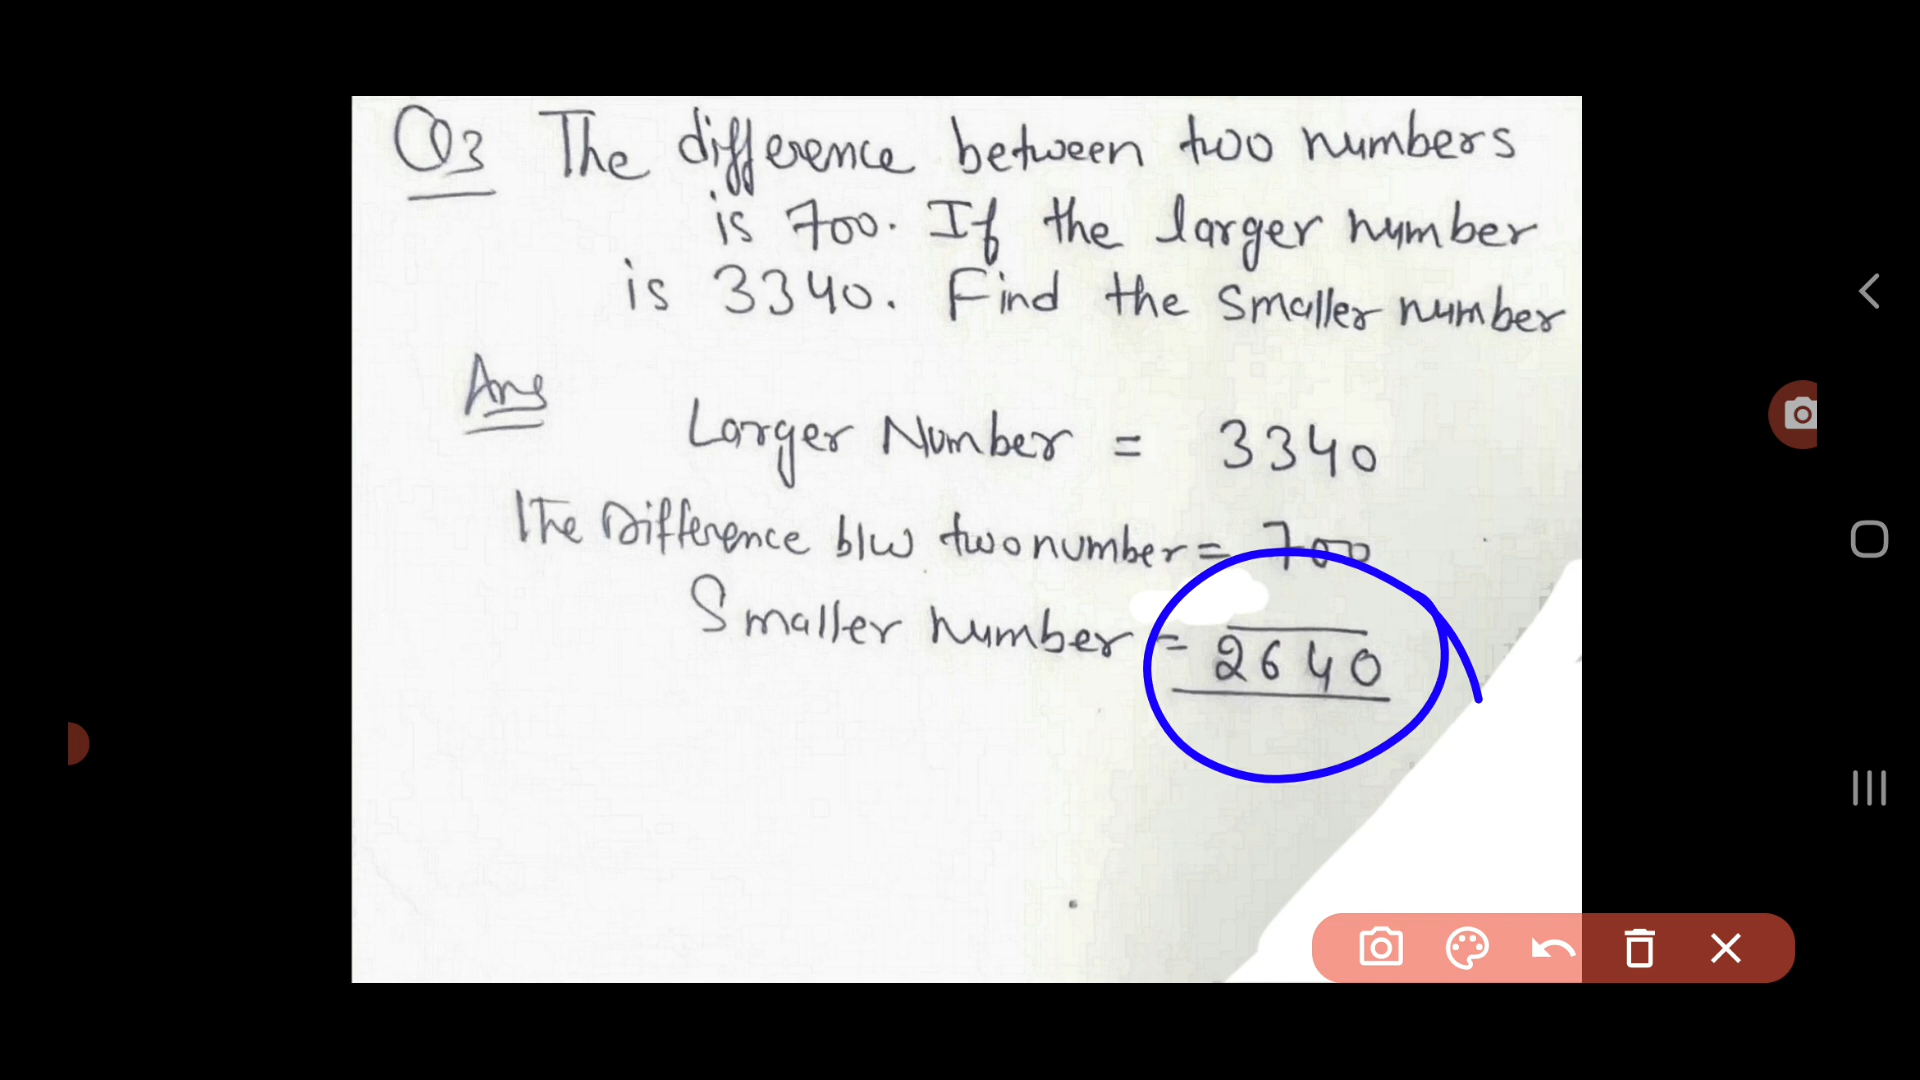 Q3 The difference between two numbers
is 700. If the larger number
is 3340. Find the smaller number
Ans
Larger Number = 3340
The Difference b/w two number = 700
Smaller number = 2640